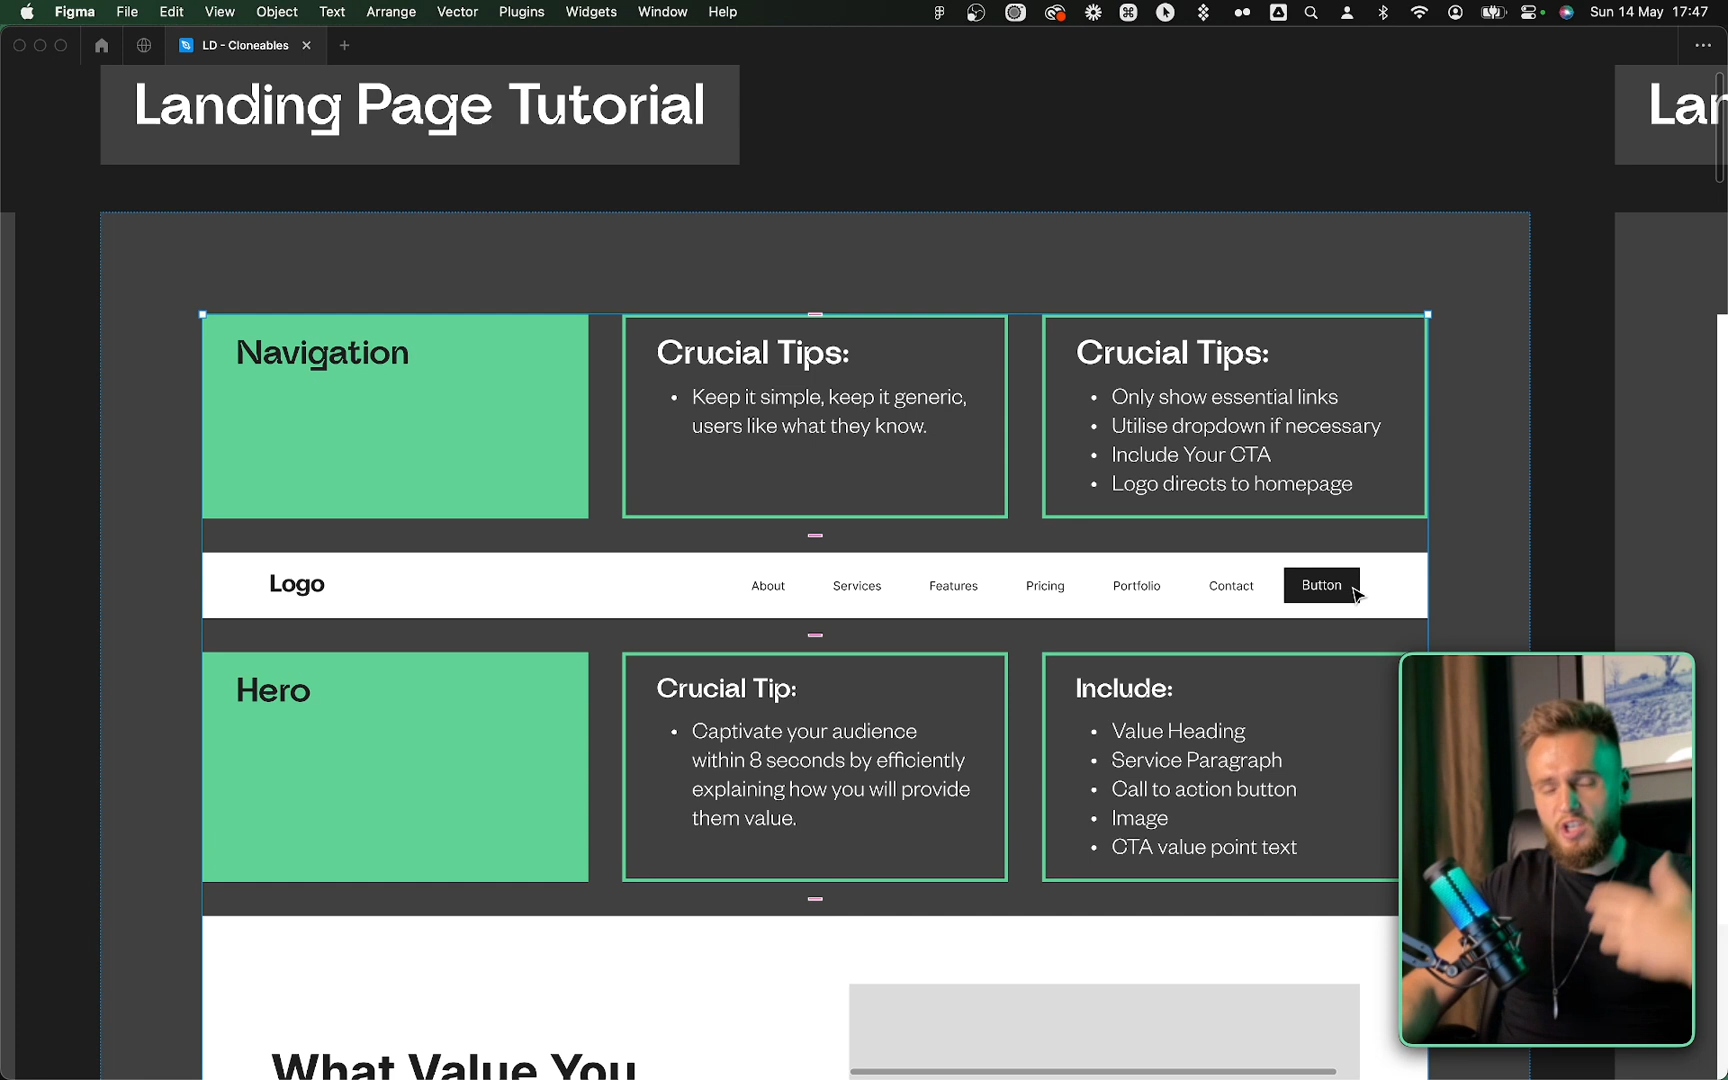 Figma File Edit View Object Text Arrange Vector Plugins Widgets Window Help Sun 14 May 17:47
LD - Cloneables
Landing Page Tutorial
Navigation
Crucial Tips:
• Keep it simple, keep it generic,
users like what they know.
Crucial Tips:
• Only show essential links
• Utilise dropdown if necessary
• Include Your CTA
• Logo directs to homepage
Logo About Services Features Pricing Portfolio Contact Button
Hero
Crucial Tip:
• Captivate your audience
within 8 seconds by efficiently
explaining how you will provide
them value.
Include:
• Value Heading
• Service Paragraph
• Call to action button
• Image
• CTA value point text
What Value You